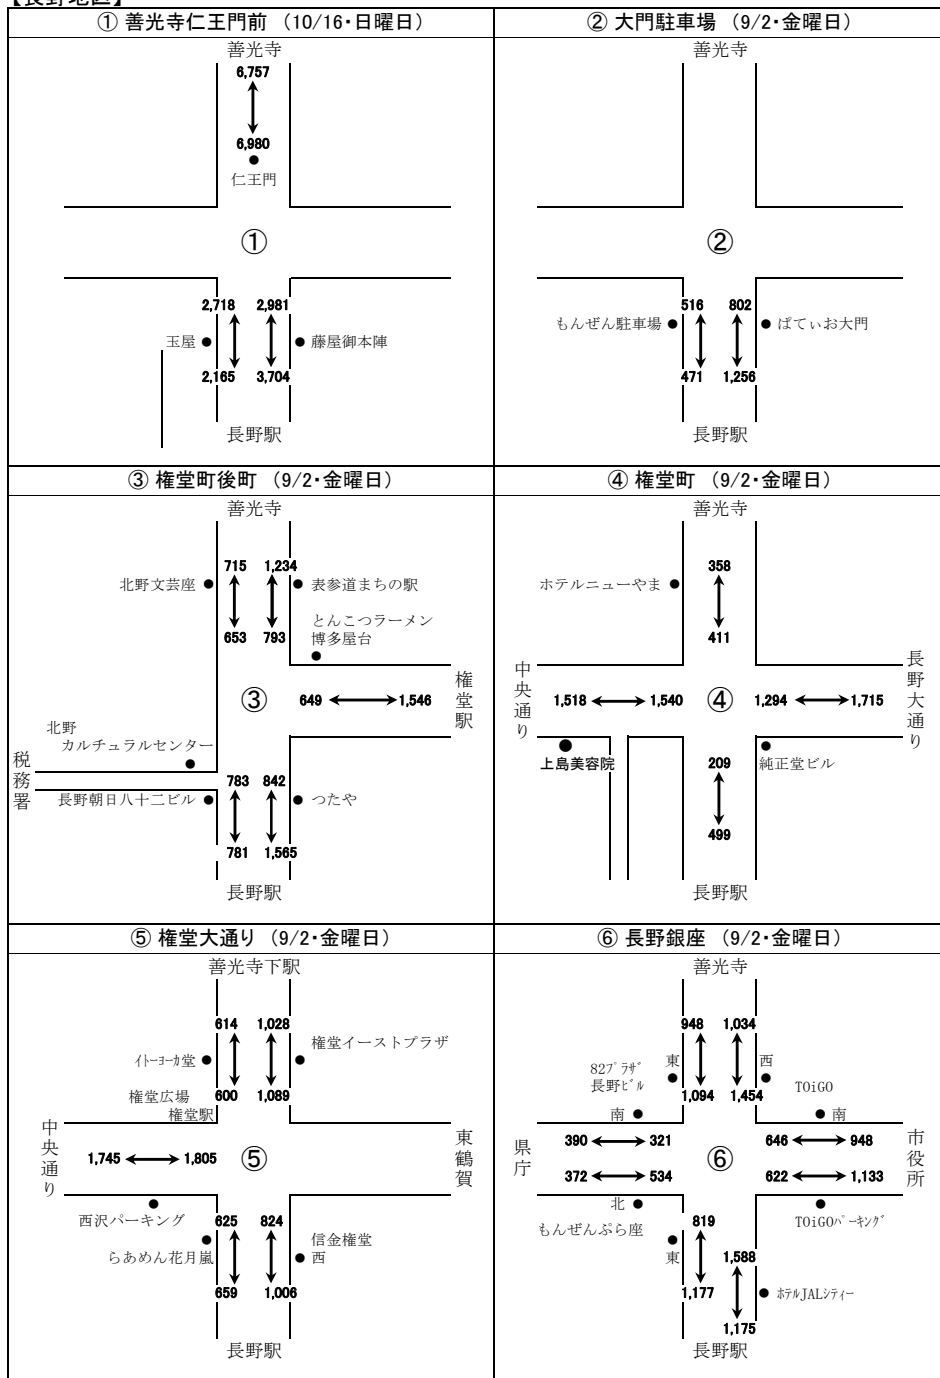 【長野地区】
① 善光寺仁王門前 （10/16・日曜日）
善光寺
6,757
6,980
仁王門
①
2,718 2,981
玉屋 藤屋御本陣
2,165 3,704
長野駅
② 大門駐車場 （9/2・金曜日）
善光寺
②
516 802
もんぜん駐車場 ぱてぃお大門
471 1,256
長野駅
③ 権堂町後町 （9/2・金曜日）
善光寺
715 1,234
北野文芸座 表参道まちの駅
653 793
とんこつラーメン
博多屋台
③
649 1,546
権堂駅
北野
カルチュラルセンター
税務署
783 842
長野朝日八十二ビル つたや
781 1,565
長野駅
④ 権堂町 （9/2・金曜日）
善光寺
358
ホテルニューやま
411
中央通り
1,518 1,540
④
1,294 1,715
長野大通り
上島美容院
209
純正堂ビル
499
長野駅
⑤ 権堂大通り （9/2・金曜日）
善光寺下駅
614 1,028
イトーヨーカ堂 権堂イーストプラザ
600 1,089
権堂広場
権堂駅
中央通り
1,745 1,805
⑤
東鶴賀
西沢パーキング
625 824
らあめん花月嵐
信金権堂
西
659 1,006
長野駅
⑥ 長野銀座 （9/2・金曜日）
善光寺
948 1,034
東 西
82プラザ
長野ビル
1,094 1,454
TOiGO
南 南
県庁
390 321
646 948
市役所
⑥
372 534
622 1,133
北
もんぜんぷら座
TOiGOパーキング
819
東
1,177
1,588
ホテルJALシティー
1,175
長野駅